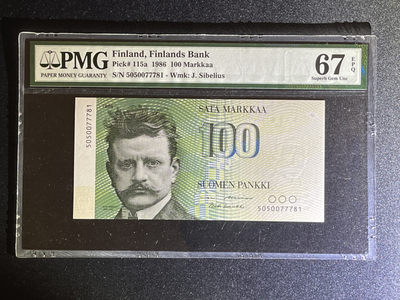 PMG
PAPER MONEY GUARANTY
Finland, Finlands Bank
Pick# 115a 1986 100 Markkaa
S/N 5050077781 - Wmk: J. Sibelius
67 EPQ
Superb Gem Unc
1986
SATA MARKKAA
100
SUOMEN PANKKI
5050077781
5050077781